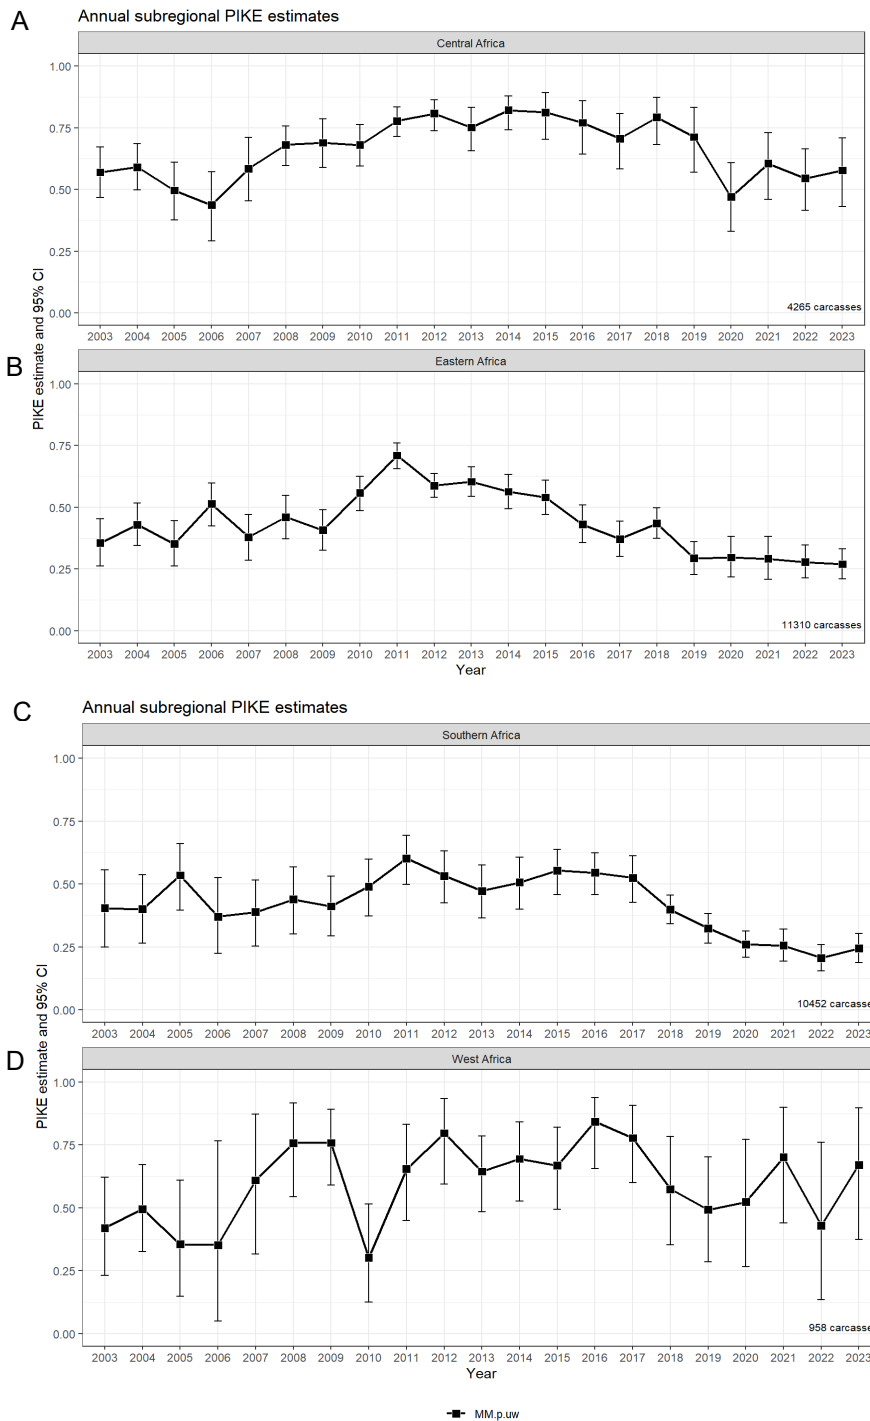 A
Annual subregional PIKE estimates
Central Africa
1.00
0.75
0.50
0.25
0.00
4265 carcasses
2003 2004 2005 2006 2007 2008 2009 2010 2011 2012 2013 2014 2015 2016 2017 2018 2019 2020 2021 2022 2023
B
PIKE estimate and 95% CI
Eastern Africa
1.00
0.75
0.50
0.25
0.00
11310 carcasses
2003 2004 2005 2006 2007 2008 2009 2010 2011 2012 2013 2014 2015 2016 2017 2018 2019 2020 2021 2022 2023
Year
C
Annual subregional PIKE estimates
Southern Africa
1.00
0.75
0.50
0.25
0.00
10452 carcasse
2003 2004 2005 2006 2007 2008 2009 2010 2011 2012 2013 2014 2015 2016 2017 2018 2019 2020 2021 2022 2023
D
PIKE estimate and 95% CI
West Africa
1.00
0.75
0.50
0.25
0.00
958 carcasse
2003 2004 2005 2006 2007 2008 2009 2010 2011 2012 2013 2014 2015 2016 2017 2018 2019 2020 2021 2022 2023
Year
MM.p.uw